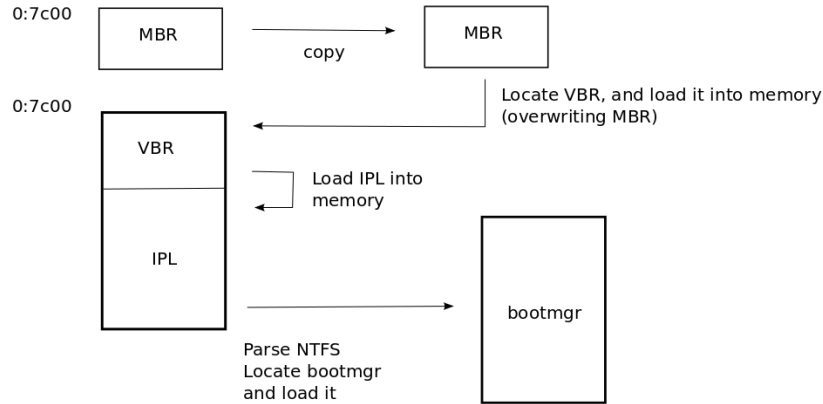 0:7c00
MBR
copy
MBR
Locate VBR, and load it into memory
(overwriting MBR)
0:7c00
VBR
Load IPL into
memory
IPL
bootmgr
Parse NTFS
Locate bootmgr
and load it